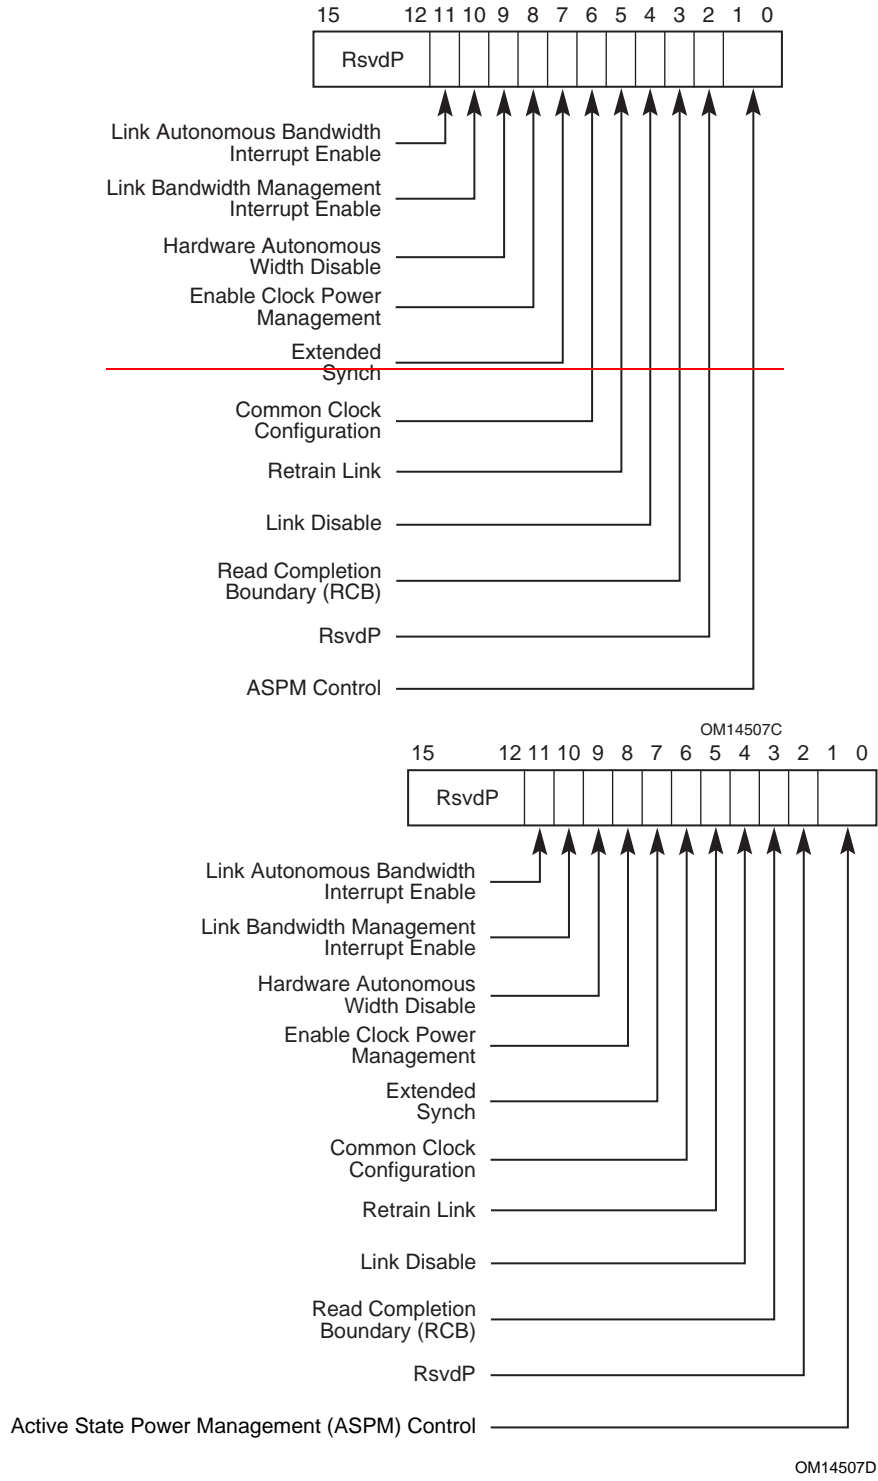 15 12 11 10 9 8 7 6 5 4 3 2 1 0
RsvdP
Link Autonomous Bandwidth
Interrupt Enable
Link Bandwidth Management
Interrupt Enable
Hardware Autonomous
Width Disable
Enable Clock Power
Management
Extended
Synch
Common Clock
Configuration
Retrain Link
Link Disable
Read Completion
Boundary (RCB)
RsvdP
ASPM Control
OM14507C
15 12 11 10 9 8 7 6 5 4 3 2 1 0
RsvdP
Link Autonomous Bandwidth
Interrupt Enable
Link Bandwidth Management
Interrupt Enable
Hardware Autonomous
Width Disable
Enable Clock Power
Management
Extended
Synch
Common Clock
Configuration
Retrain Link
Link Disable
Read Completion
Boundary (RCB)
RsvdP
Active State Power Management (ASPM) Control
OM14507D